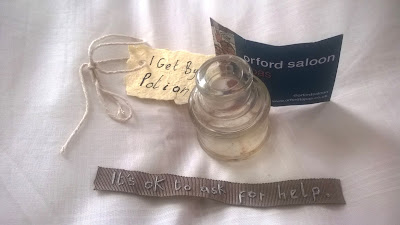 I Get By
Potion
orford saloon
It's ok to ask for help.